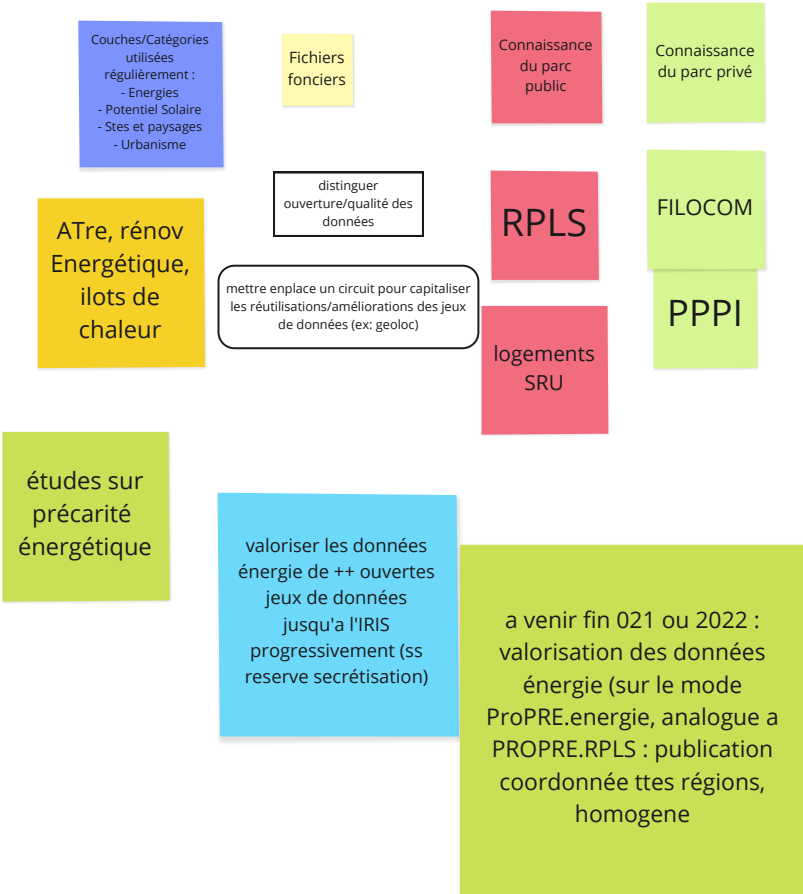 Couches/Catégories
utilisées
régulièrement :
- Energies
- Potentiel Solaire
- Stes et paysages
- Urbanisme
Fichiers
fonciers
Connaissance
du parc
public
Connaissance
du parc privé
distinguer
ouverture/qualité des
données
RPLS
FILOCOM
ATre, rénov
Energétique,
ilots de
chaleur
mettre enplace un circuit pour capitaliser
les réutilisations/améliorations des jeux
de données (ex: geoloc)
PPPI
logements
SRU
études sur
précarité
énergétique
valoriser les données
énergie de ++ ouvertes
jeux de données
jusqu'a l'IRIS
progressivement (ss
reserve secrétisation)
a venir fin 021 ou 2022 :
valorisation des données
énergie (sur le mode
ProPRE.energie, analogue a
PROPRE.RPLS : publication
coordonnée ttes régions,
homogene